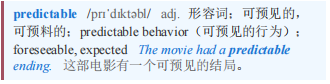 predictable /prɪˈdɪktəbl/ adj. 形容词；可预见的，
可预料的：predictable behavior（可预见的行为）；
foreseeable, expected The movie had a predictable
ending. 这部电影有一个可预见的结局。